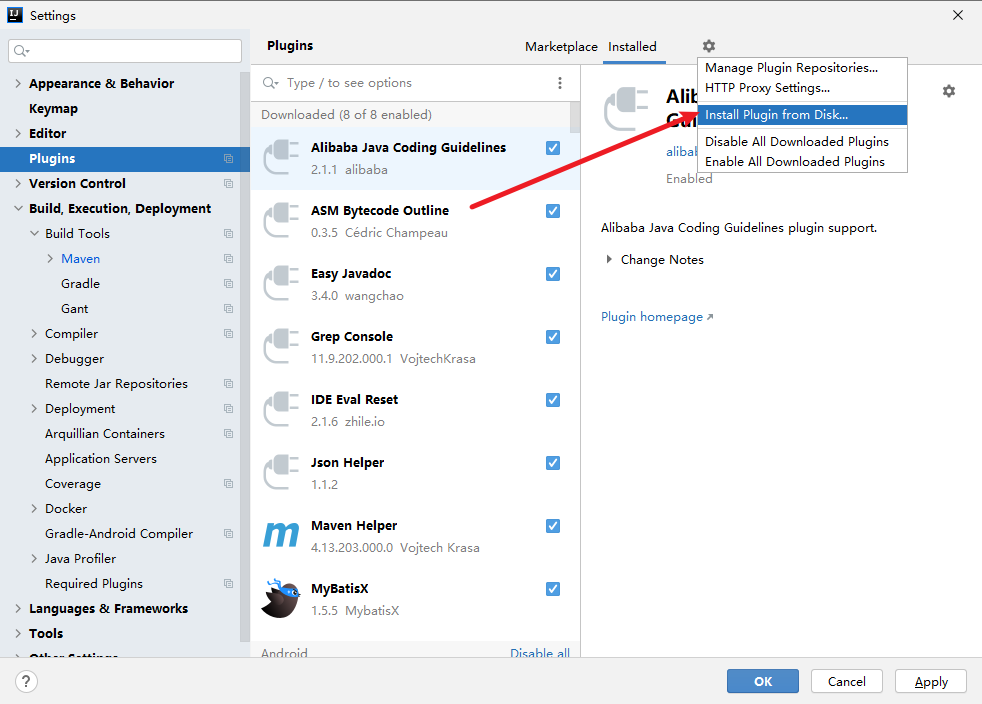 Settings
Plugins
Marketplace
Installed
Appearance & Behavior
Keymap
Editor
Plugins
Version Control
Build, Execution, Deployment
Build Tools
Maven
Gradle
Gant
Compiler
Debugger
Remote Jar Repositories
Deployment
Arquillian Containers
Application Servers
Coverage
Docker
Gradle-Android Compiler
Java Profiler
Required Plugins
Languages & Frameworks
Tools
Other Settings
Type / to see options
Downloaded (8 of 8 enabled)
Alibaba Java Coding Guidelines
2.1.1 alibaba
ASM Bytecode Outline
0.3.5 Cédric Champeau
Easy Javadoc
3.4.0 wangchao
Grep Console
11.9.202.000.1 VojtechKrasa
IDE Eval Reset
2.1.6 zhile.io
Json Helper
1.1.2
Maven Helper
4.13.203.000.0 Vojtech Krasa
MyBatisX
1.5.5 MybatisX
Android
Disable all
Manage Plugin Repositories...
HTTP Proxy Settings...
Install Plugin from Disk...
Disable All Downloaded Plugins
Enable All Downloaded Plugins
Enabled
Alibaba Java Coding Guidelines plugin support.
Change Notes
Plugin homepage
?
OK
Cancel
Apply